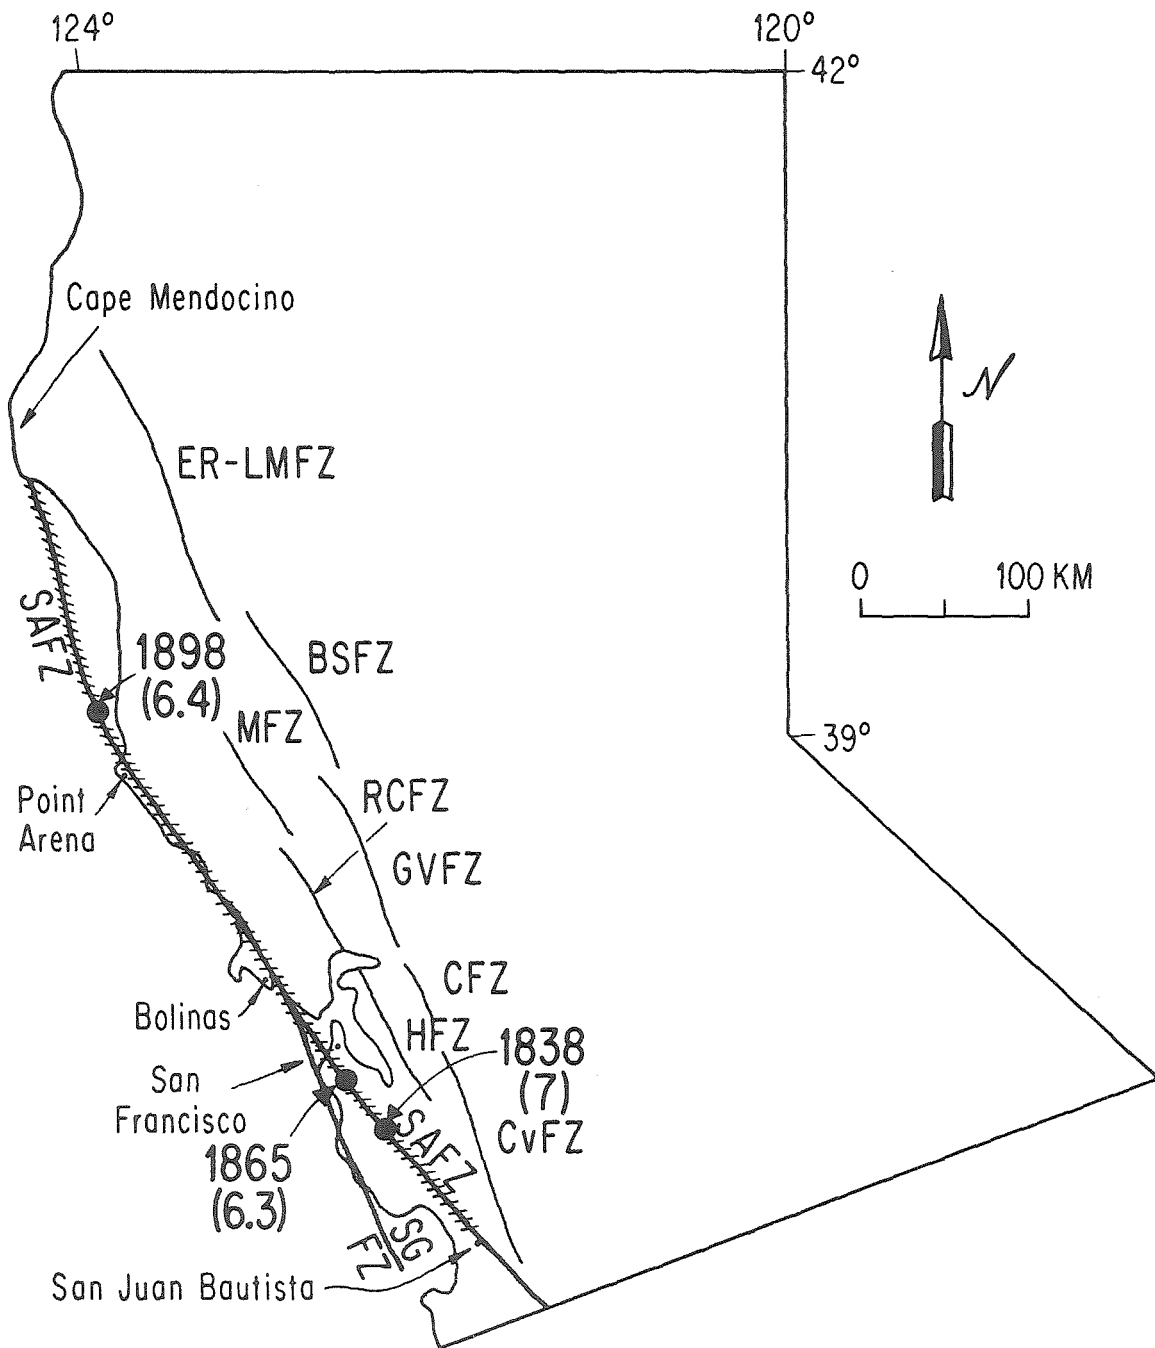 124°
120°
42°
Cape Mendocino
N
ER-LMFZ
0
100 KM
SAFZ
1898
(6.4)
BSFZ
MFZ
39°
Point
Arena
RCFZ
GVFZ
CFZ
Bolinas
HFZ
1838
(7)
San
Francisco
SAFZ
CvFZ
1865
(6.3)
SG
FZ
San Juan Bautista